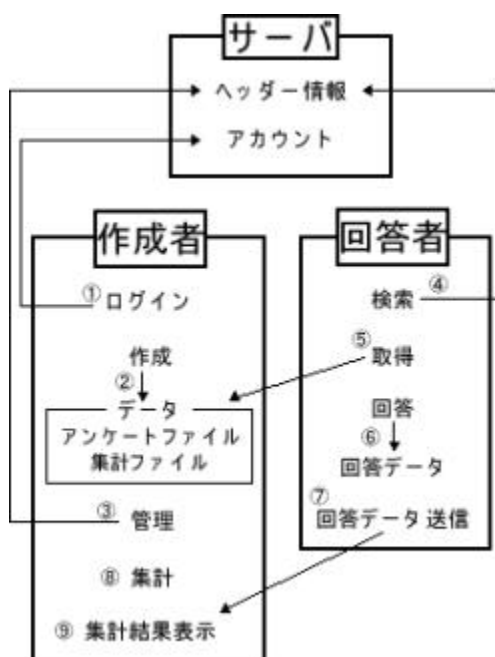 サーバ
ヘッダー情報
アカウント
作成者
①ログイン
作成
②
データ
アンケートファイル
集計ファイル
③ 管理
⑧ 集計
⑨ 集計結果表示
回答者
検索 ④
⑤ 取得
回答
⑥
回答データ
⑦
回答データ送信